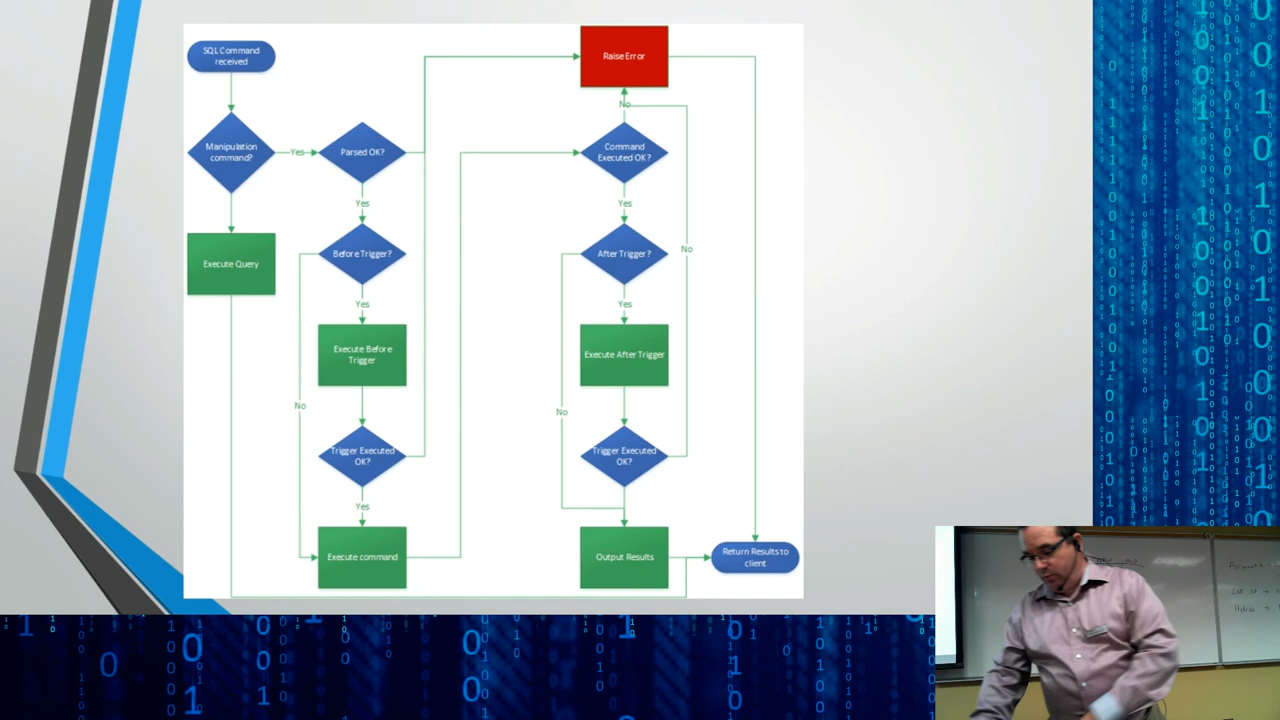 SQL Command
received
Manipulation
command?
Yes
Parsed OK?
Yes
Execute Query
Before Trigger?
Yes
Execute Before
Trigger
No
Trigger Executed
OK?
Yes
Execute command
Raise Error
No
Command
Executed OK?
Yes
After Trigger?
No
Yes
Execute After Trigger
No
Trigger Executed
OK?
Output Results
Return Results to
client